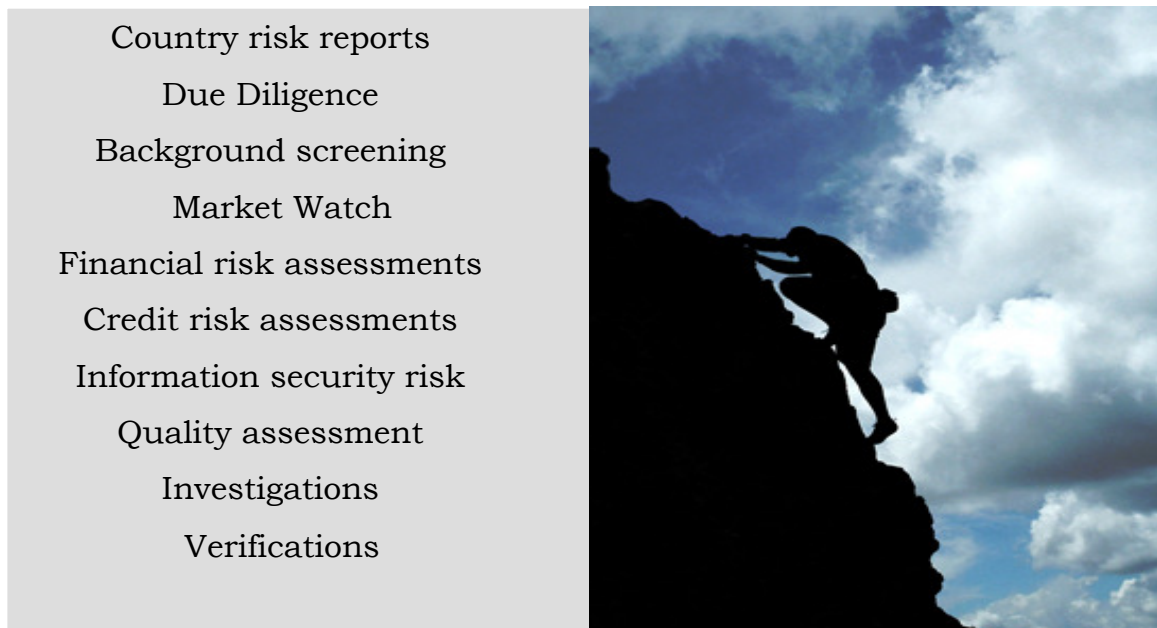 Country risk reports
Due Diligence
Background screening
Market Watch
Financial risk assessments
Credit risk assessments
Information security risk
Quality assessment
Investigations
Verifications